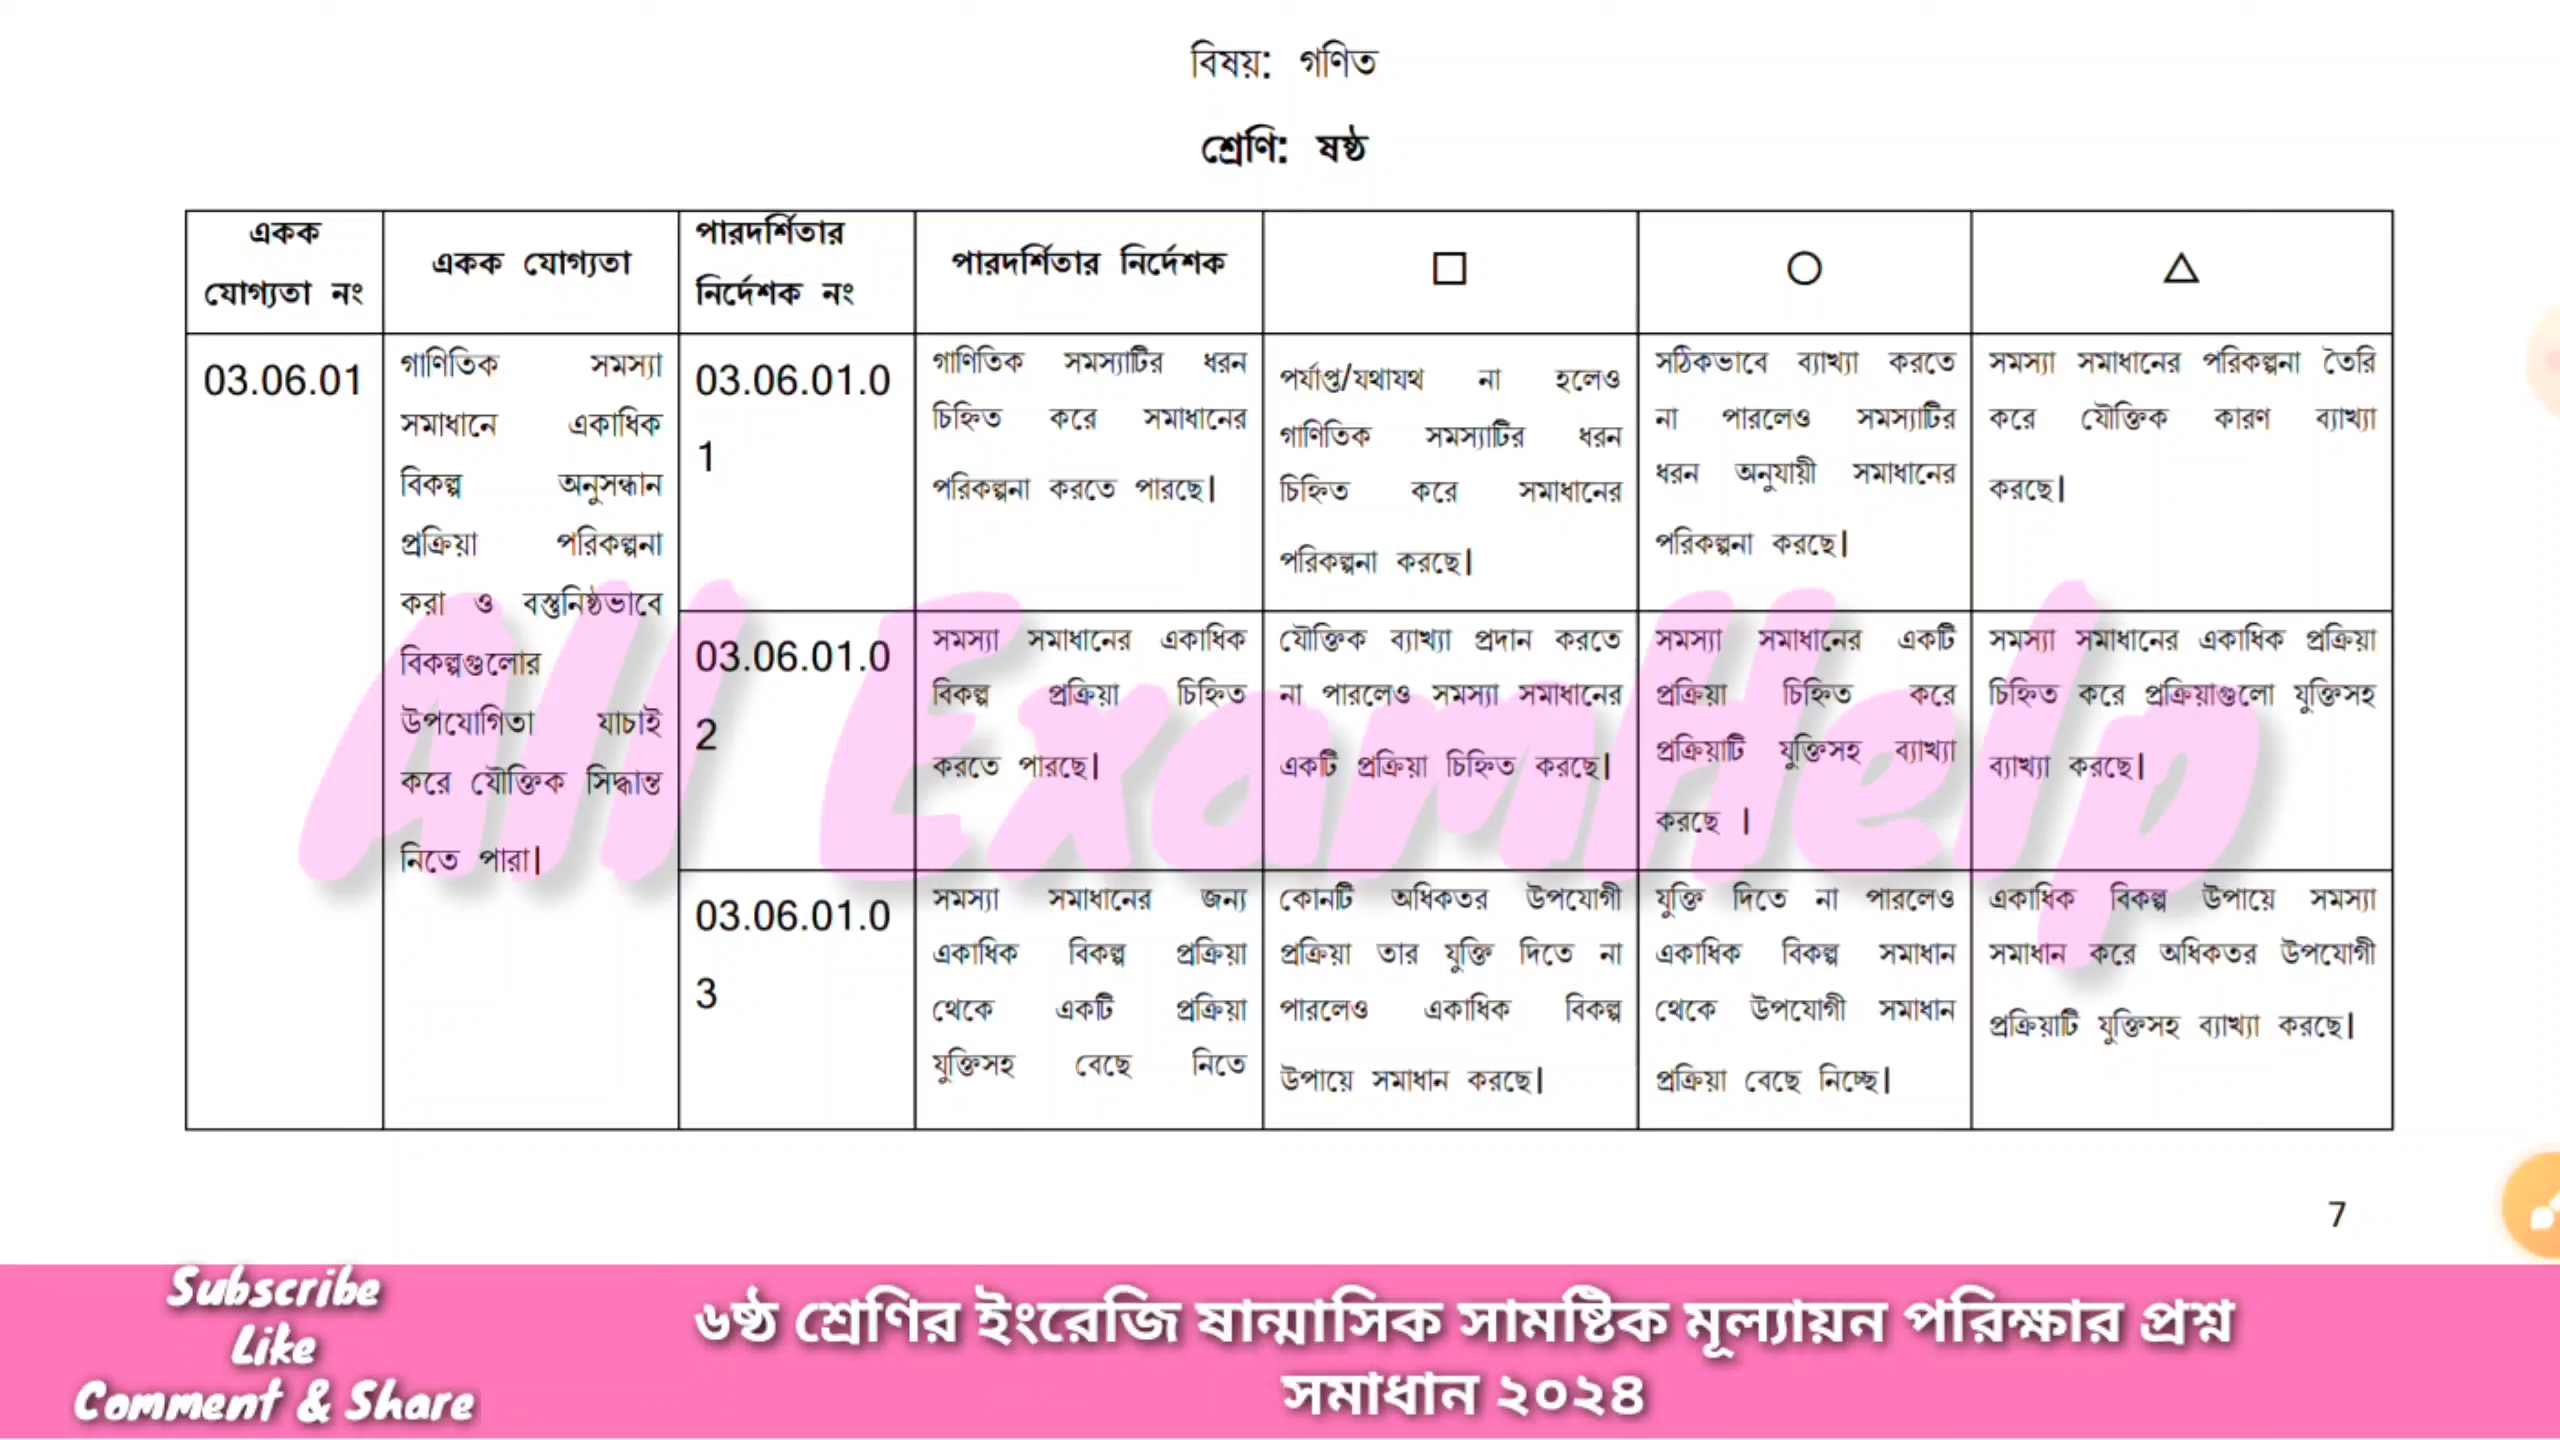 বিষয়: গণিত
শ্রেণি: ষষ্ঠ
একক
যোগ্যতা নং
একক যোগ্যতা
পারদর্শিতার
নির্দেশক নং
পারদর্শিতার নির্দেশক
03.06.01
গাণিতিক সমস্যা
সমাধানে একাধিক
বিকল্প অনুসন্ধান
প্রক্রিয়া পরিকল্পনা
করা ও বস্তুনিষ্ঠভাবে
বিকল্পগুলোর
উপযোগিতা যাচাই
করে যৌক্তিক সিদ্ধান্ত
নিতে পারা|
03.06.01.0
1
গাণিতিক সমস্যাটির ধরন
চিহ্নিত করে সমাধানের
পরিকল্পনা করতে পারছে|
পর্যাপ্ত/যথাযথ না হলেও
গাণিতিক সমস্যাটির ধরন
চিহ্নিত করে সমাধানের
পরিকল্পনা করছে|
সঠিকভাবে ব্যাখ্যা করতে
না পারলেও সমস্যাটির
ধরন অনুযায়ী সমাধানের
পরিকল্পনা করছে|
সমস্যা সমাধানের পরিকল্পনা তৈরি
করে যৌক্তিক কারণ ব্যাখ্যা
করছে|
03.06.01.0
2
সমস্যা সমাধানের একাধিক
বিকল্প প্রক্রিয়া চিহ্নিত
করতে পারছে|
যৌক্তিক ব্যাখ্যা প্রদান করতে
না পারলেও সমস্যা সমাধানের
একটি প্রক্রিয়া চিহ্নিত করছে|
সমস্যা সমাধানের একটি
প্রক্রিয়া চিহ্নিত করে
প্রক্রিয়াটি যুক্তিসহ ব্যাখ্যা
করছে |
সমস্যা সমাধানের একাধিক প্রক্রিয়া
চিহ্নিত করে প্রক্রিয়াগুলো যুক্তিসহ
ব্যাখ্যা করছে|
03.06.01.0
3
সমস্যা সমাধানের জন্য
একাধিক বিকল্প প্রক্রিয়া
থেকে একটি প্রক্রিয়া
যুক্তিসহ বেছে নিতে
কোনটি অধিকতর উপযোগী
প্রক্রিয়া তার যুক্তি দিতে না
পারলেও একাধিক বিকল্প
উপায়ে সমাধান করছে|
যুক্তি দিতে না পারলেও
একাধিক বিকল্প সমাধান
থেকে উপযোগী সমাধান
প্রক্রিয়া বেছে নিচ্ছে|
একাধিক বিকল্প উপায়ে সমস্যা
সমাধান করে অধিকতর উপযোগী
প্রক্রিয়াটি যুক্তিসহ ব্যাখ্যা করছে|
All ExamHelp
7
Subscribe
Like
Comment & Share
৬ষ্ঠ শ্রেণির ইংরেজি ষান্মাসিক সামষ্টিক মূল্যায়ন পরিক্ষার প্রশ্ন
সমাধান ২০২৪